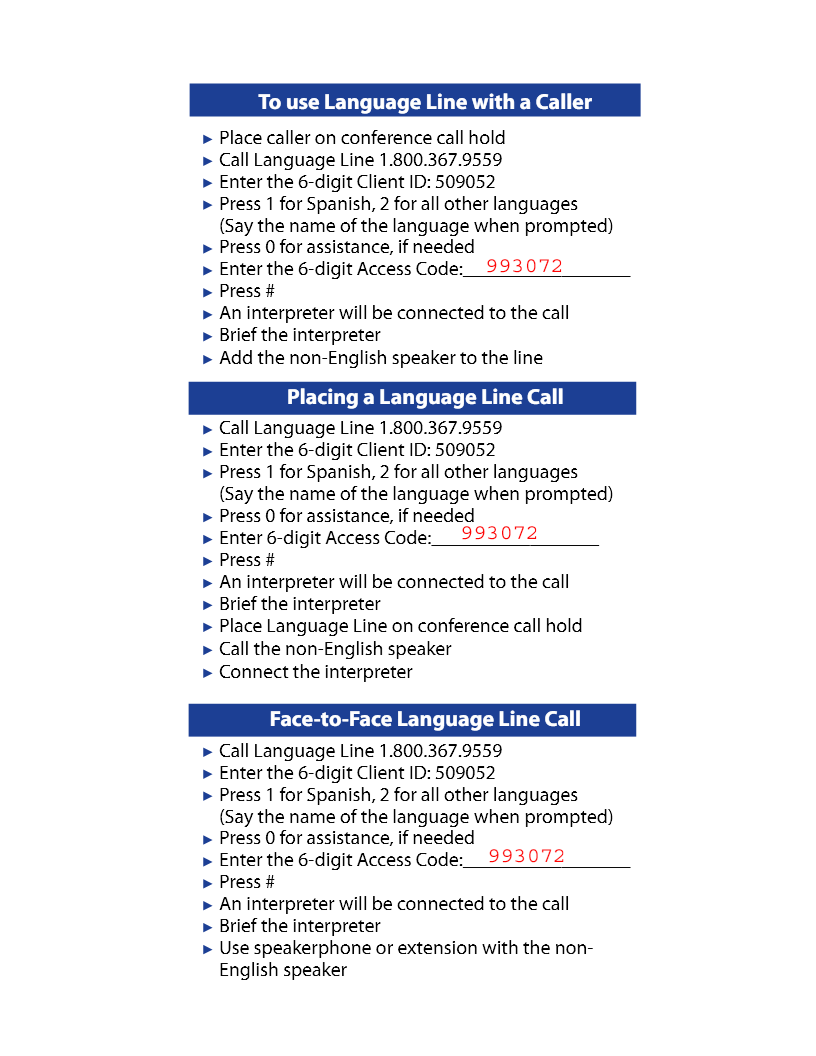 To use Language Line with a Caller
► Place caller on conference call hold
► Call Language Line 1.800.367.9559
► Enter the 6-digit Client ID: 509052
► Press 1 for Spanish, 2 for all other languages
(Say the name of the language when prompted)
► Press 0 for assistance, if needed
► Enter the 6-digit Access Code:__993072______
► Press #
► An interpreter will be connected to the call
► Brief the interpreter
► Add the non-English speaker to the line
Placing a Language Line Call
► Call Language Line 1.800.367.9559
► Enter the 6-digit Client ID: 509052
► Press 1 for Spanish, 2 for all other languages
(Say the name of the language when prompted)
► Press 0 for assistance, if needed
► Enter 6-digit Access Code:___993072______
► Press #
► An interpreter will be connected to the call
► Brief the interpreter
► Place Language Line on conference call hold
► Call the non-English speaker
► Connect the interpreter
Face-to-Face Language Line Call
► Call Language Line 1.800.367.9559
► Enter the 6-digit Client ID: 509052
► Press 1 for Spanish, 2 for all other languages
(Say the name of the language when prompted)
► Press 0 for assistance, if needed
► Enter the 6-digit Access Code:__993072______
► Press #
► An interpreter will be connected to the call
► Brief the interpreter
► Use speakerphone or extension with the non-
English speaker